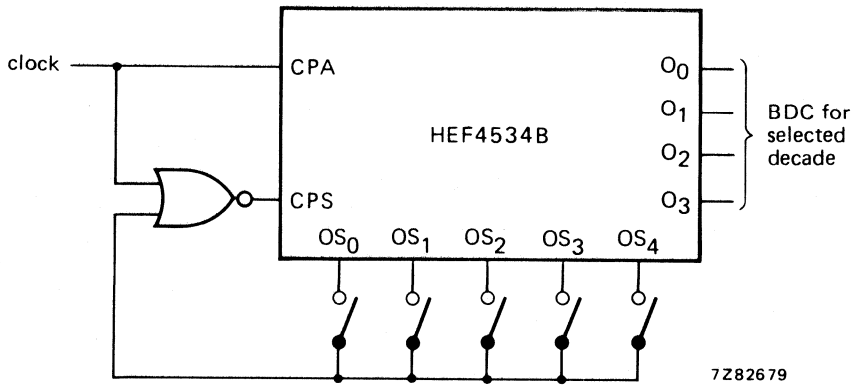 clock
CPA
CPS
HEF4534B
O0
O1
O2
O3
BDC for
selected
decade
OS0 OS1 OS2 OS3 OS4
7Z82679